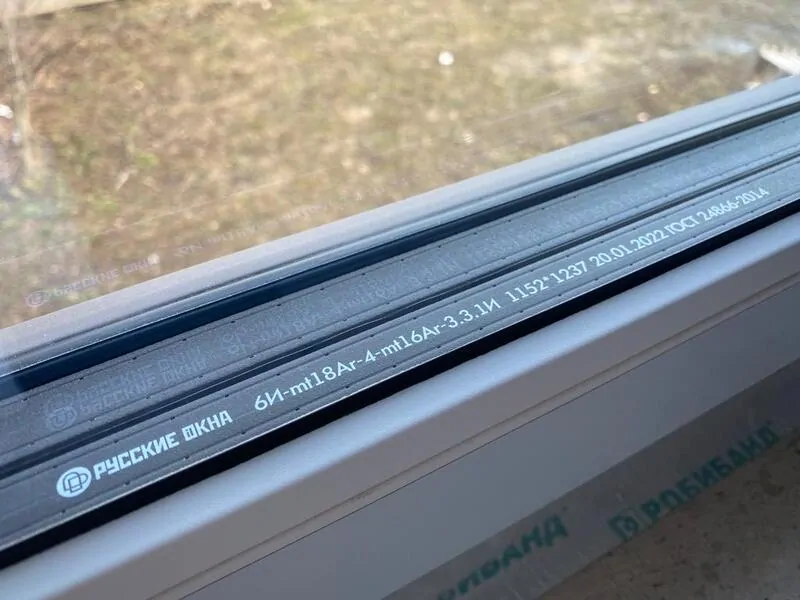 РУССКИЕ ОКНА 6И-mt18Ar-4-mt16Ar-3.3.1И 1152*1237 20.01.2022 ГОСТ 24866-2014
РОБИБАНД
РОБИБАНД